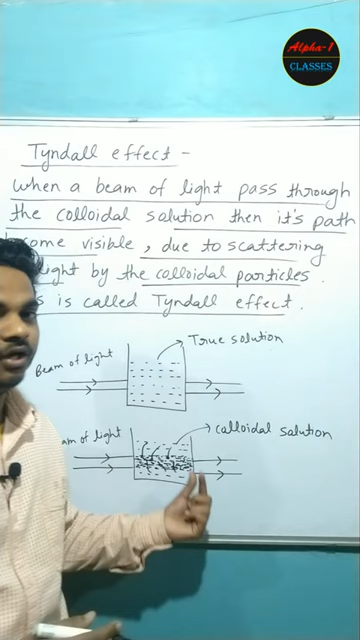 Alpha-1
CLASSES
Tyndall effect -
When a beam of light pass through
the colloidal solution then it's path
become visible, due to scattering
light by the colloidal particles.
is called Tyndall effect.
Beam of light
True solution
of light
colloidal solution